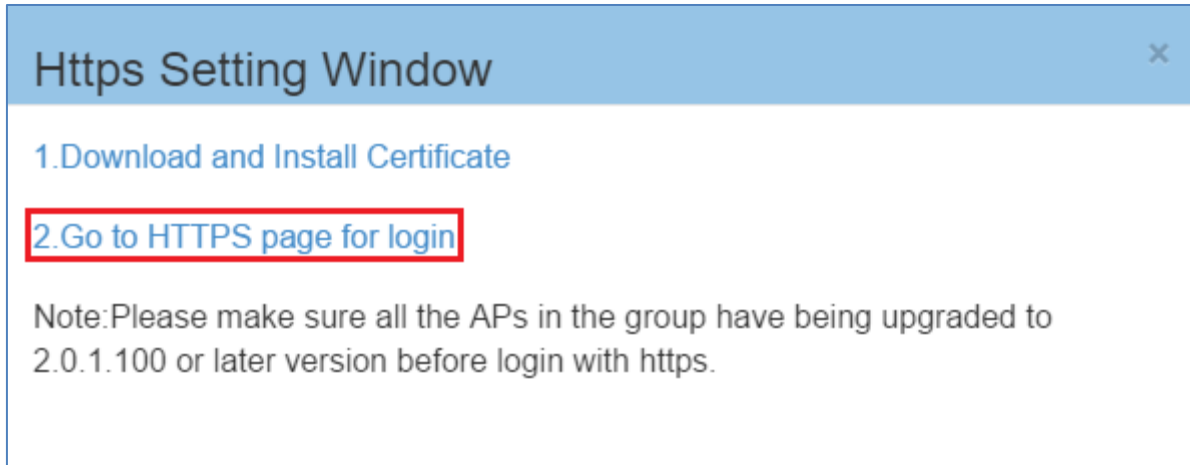 Https Setting Window
×
1.Download and Install Certificate
2.Go to HTTPS page for login
Note:Please make sure all the APs in the group have being upgraded to
2.0.1.100 or later version before login with https.